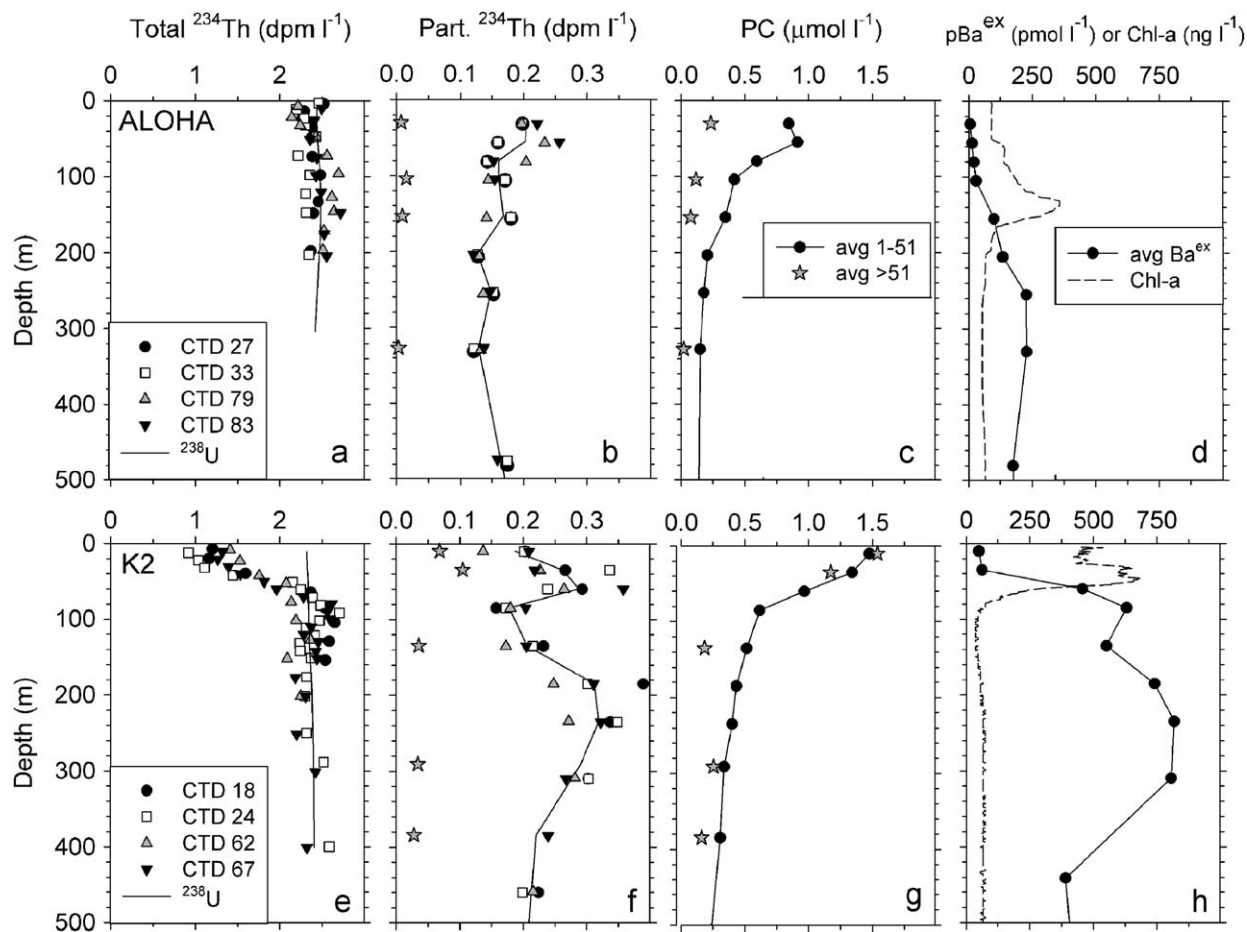 Total ²³⁴Th (dpm l⁻¹)
Part. ²³⁴Th (dpm l⁻¹)
PC (μmol l⁻¹)
pBaᵉˣ (pmol l⁻¹) or Chl-a (ng l⁻¹)
0 1 2
0.0 0.1 0.2 0.3
0.0 0.5 1.0 1.5
0 250 500 750
Depth (m)
0
100
200
300
400
500
ALOHA
CTD 27
CTD 33
CTD 79
CTD 83
²³⁸U
a
b
avg 1-51
avg >51
c
avg Baᵉˣ
Chl-a
d
0 1 2
0.0 0.1 0.2 0.3
0.0 0.5 1.0 1.5
250 500 750
Depth (m)
0
100
200
300
400
500
K2
CTD 18
CTD 24
CTD 62
CTD 67
²³⁸U
e
f
g
h